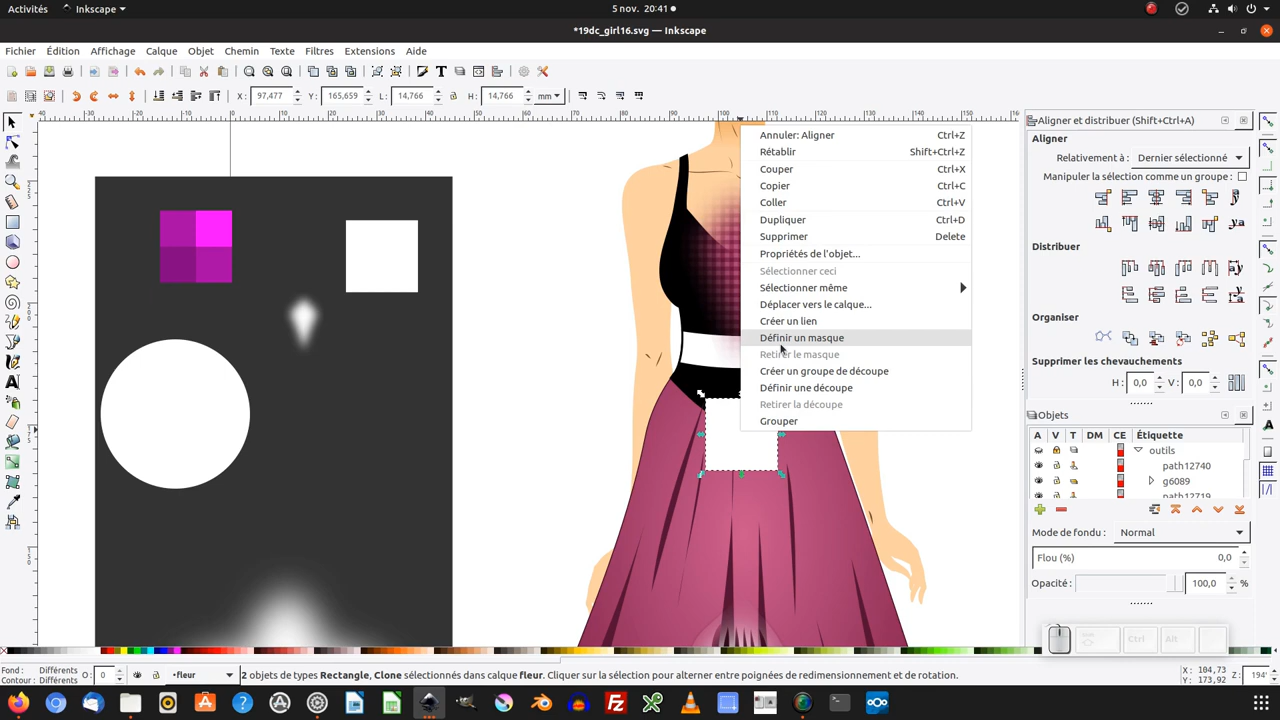 Activités Inkscape 5 nov. 20:41
*19dc_girl16.svg — Inkscape
Fichier Édition Affichage Calque Objet Chemin Texte Filtres Extensions Aide
X : 97,477 Y : 165,659 L : 14,766 H : 14,766 mm
Aligner et distribuer (Shift+Ctrl+A)
Aligner
Relativement à : Dernier sélectionné
Manipuler la sélection comme un groupe :
Distribuer
Organiser
Supprimer les chevauchements
H : 0,0 V : 0,0
Annuler: Aligner Ctrl+Z
Rétablir Shift+Ctrl+Z
Couper Ctrl+X
Copier Ctrl+C
Coller Ctrl+V
Dupliquer Ctrl+D
Supprimer Delete
Propriétés de l'objet...
Sélectionner ceci
Sélectionner même
Déplacer vers le calque...
Créer un lien
Définir un masque
Retirer le masque
Créer un groupe de découpe
Définir une découpe
Retirer la découpe
Grouper
Objets
A V T DM CE Étiquette
outils
path12740
g6089
path12719
Mode de fondu : Normal
Flou (%) 0,0
Opacité : 100,0 %
Ctrl Alt
Fond : Différents
Contour : Différents
O : 0
*fleur
2 objets de types Rectangle, Clone sélectionnés dans calque fleur. Cliquer sur la sélection pour alterner entre poignées de redimensionnement et de rotation.
X : 104,73
Y : 173,92
Z : 194